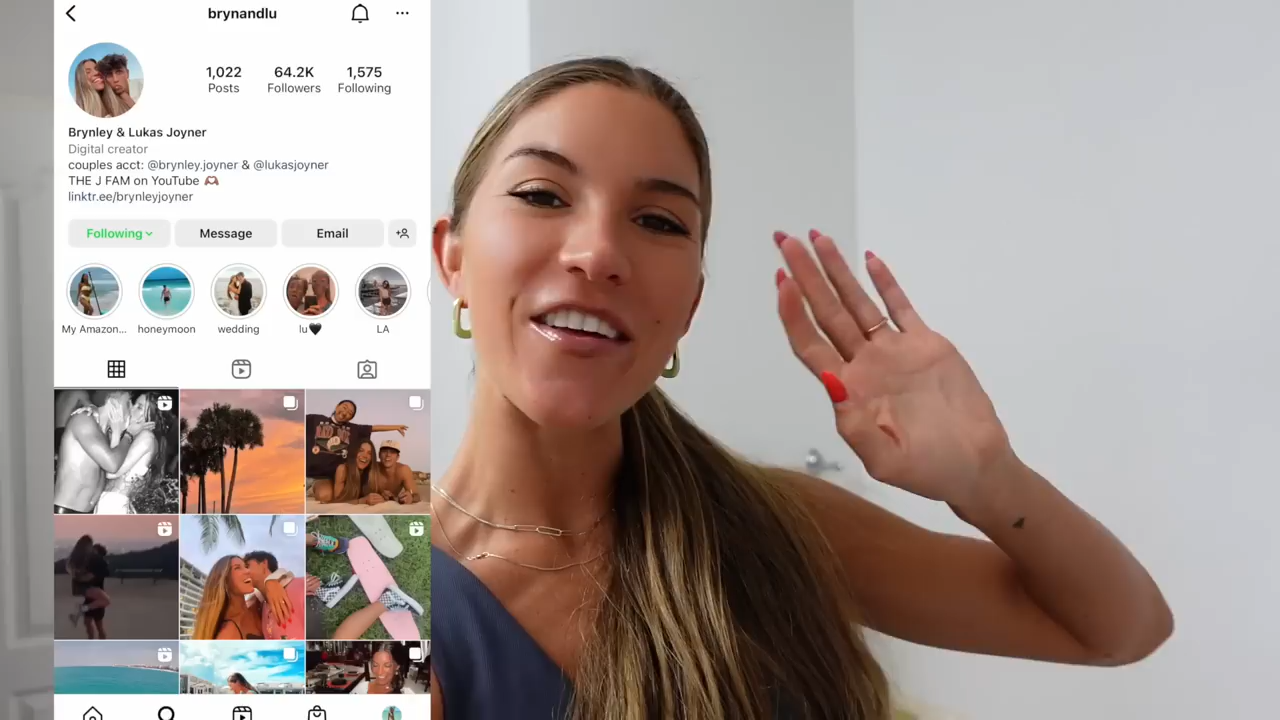 brynandlu
1,022 64.2K 1,575
Posts Followers Following
Brynley & Lukas Joyner
Digital creator
couples acct: @brynley.joyner & @lukasjoyner
THE J FAM on YouTube 🫶🏽
linktr.ee/brynleyjoyner
Following Message Email
My Amazon... honeymoon wedding lu🖤 LA